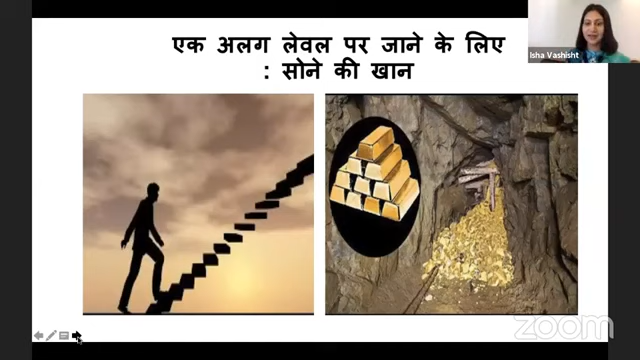 एक अलग लेवल पर जाने के लिए
: सोने की खान
Isha Vashisht
zoom